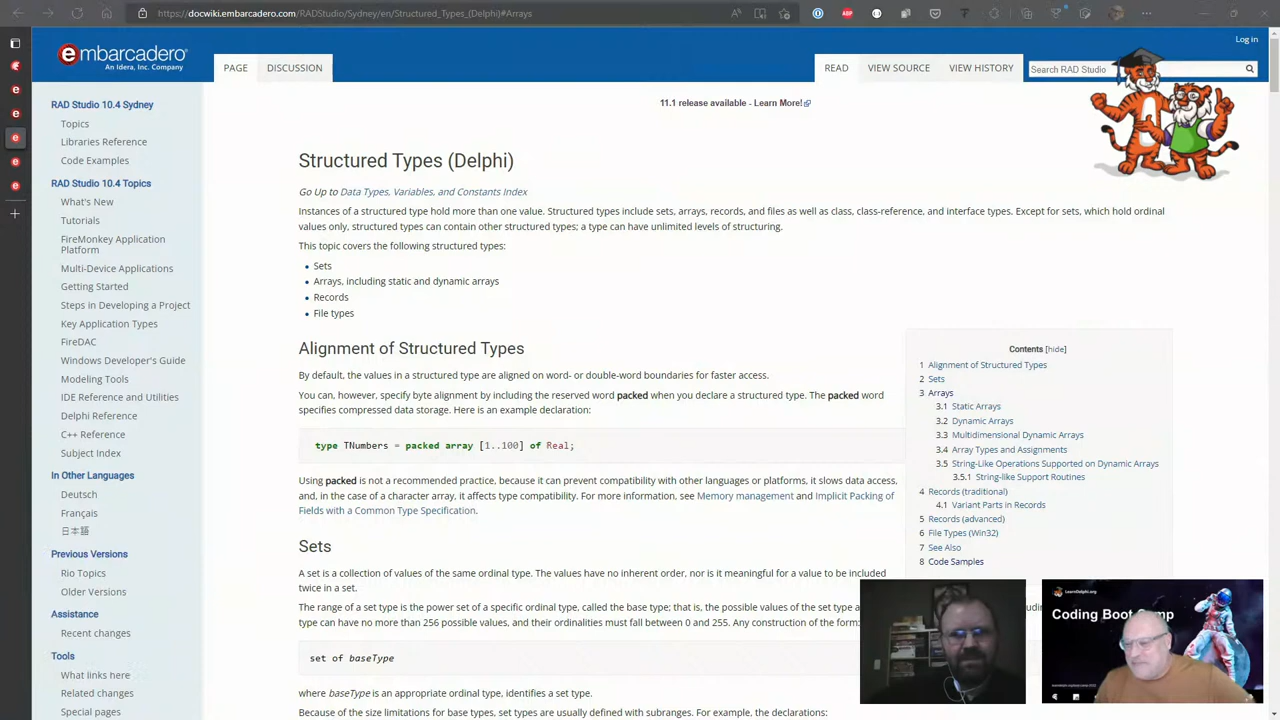 https://docwiki.embarcadero.com/RADStudio/Sydney/en/Structured_Types_(Delphi)#Arrays
embarcadero
An Idera, Inc. Company
PAGE
DISCUSSION
READ
VIEW SOURCE
VIEW HISTORY
Log in
Search RAD Studio
11.1 release available - Learn More!
RAD Studio 10.4 Sydney
Topics
Libraries Reference
Code Examples
RAD Studio 10.4 Topics
What's New
Tutorials
FireMonkey Application
Platform
Multi-Device Applications
Getting Started
Steps in Developing a Project
Key Application Types
FireDAC
Windows Developer's Guide
Modeling Tools
IDE Reference and Utilities
Delphi Reference
C++ Reference
Subject Index
In Other Languages
Deutsch
Français
日本語
Previous Versions
Rio Topics
Older Versions
Assistance
Recent changes
Tools
What links here
Related changes
Special pages
Structured Types (Delphi)
Go Up to Data Types, Variables, and Constants Index
Instances of a structured type hold more than one value. Structured types include sets, arrays, records, and files as well as class, class-reference, and interface types. Except for sets, which hold ordinal
values only, structured types can contain other structured types; a type can have unlimited levels of structuring.
This topic covers the following structured types:
• Sets
• Arrays, including static and dynamic arrays
• Records
• File types
Alignment of Structured Types
By default, the values in a structured type are aligned on word- or double-word boundaries for faster access.
You can, however, specify byte alignment by including the reserved word packed when you declare a structured type. The packed word
specifies compressed data storage. Here is an example declaration:
type TNumbers = packed array [1..100] of Real;
Using packed is not a recommended practice, because it can prevent compatibility with other languages or platforms, it slows data access,
and, in the case of a character array, it affects type compatibility. For more information, see Memory management and Implicit Packing of
Fields with a Common Type Specification.
Contents [hide]
1 Alignment of Structured Types
2 Sets
3 Arrays
3.1 Static Arrays
3.2 Dynamic Arrays
3.3 Multidimensional Dynamic Arrays
3.4 Array Types and Assignments
3.5 String-Like Operations Supported on Dynamic Arrays
3.5.1 String-like Support Routines
4 Records (traditional)
4.1 Variant Parts in Records
5 Records (advanced)
6 File Types (Win32)
7 See Also
8 Code Samples
Sets
A set is a collection of values of the same ordinal type. The values have no inherent order, nor is it meaningful for a value to be included
twice in a set.
The range of a set type is the power set of a specific ordinal type, called the base type; that is, the possible values of the set type a
type can have no more than 256 possible values, and their ordinalities must fall between 0 and 255. Any construction of the form:
set of baseType
where baseType is an appropriate ordinal type, identifies a set type.
Because of the size limitations for base types, set types are usually defined with subranges. For example, the declarations:
LearnDelphi.org
Coding Boot Camp